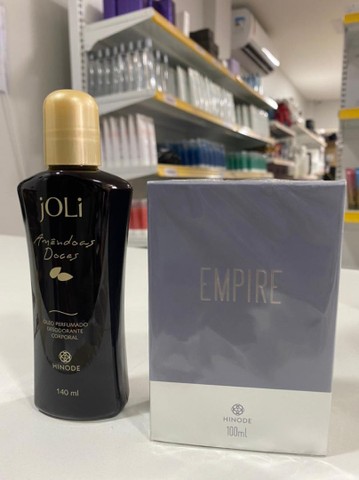 jOLi
Amêndoas
Doces
ÓLEO PERFUMADO
DESODORANTE
CORPORAL
HINODE
140 ml
EMPIRE
HINODE
100ml